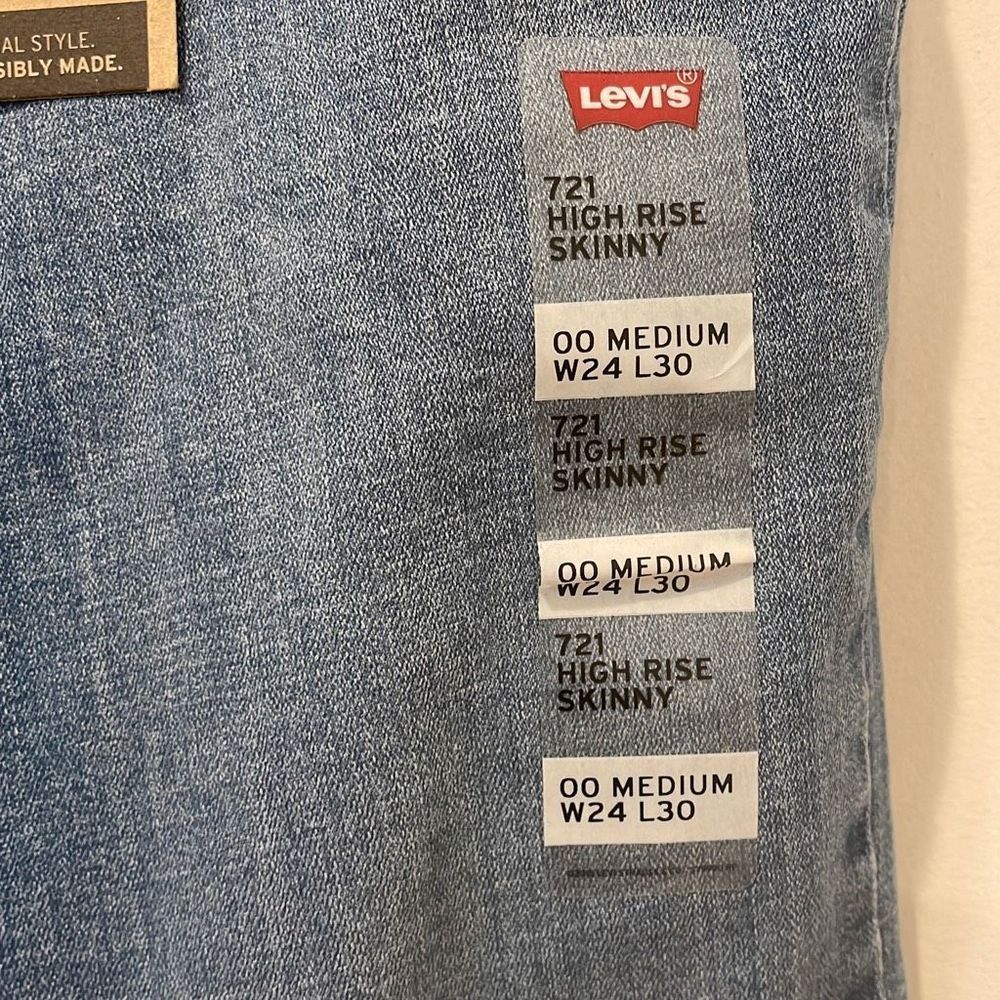 AL STYLE.
SIBLY MADE.
LEVI'S®
721
HIGH RISE
SKINNY
00 MEDIUM
W24 L30
721
HIGH RISE
SKINNY
00 MEDIUM
W24 L30
721
HIGH RISE
SKINNY
00 MEDIUM
W24 L30